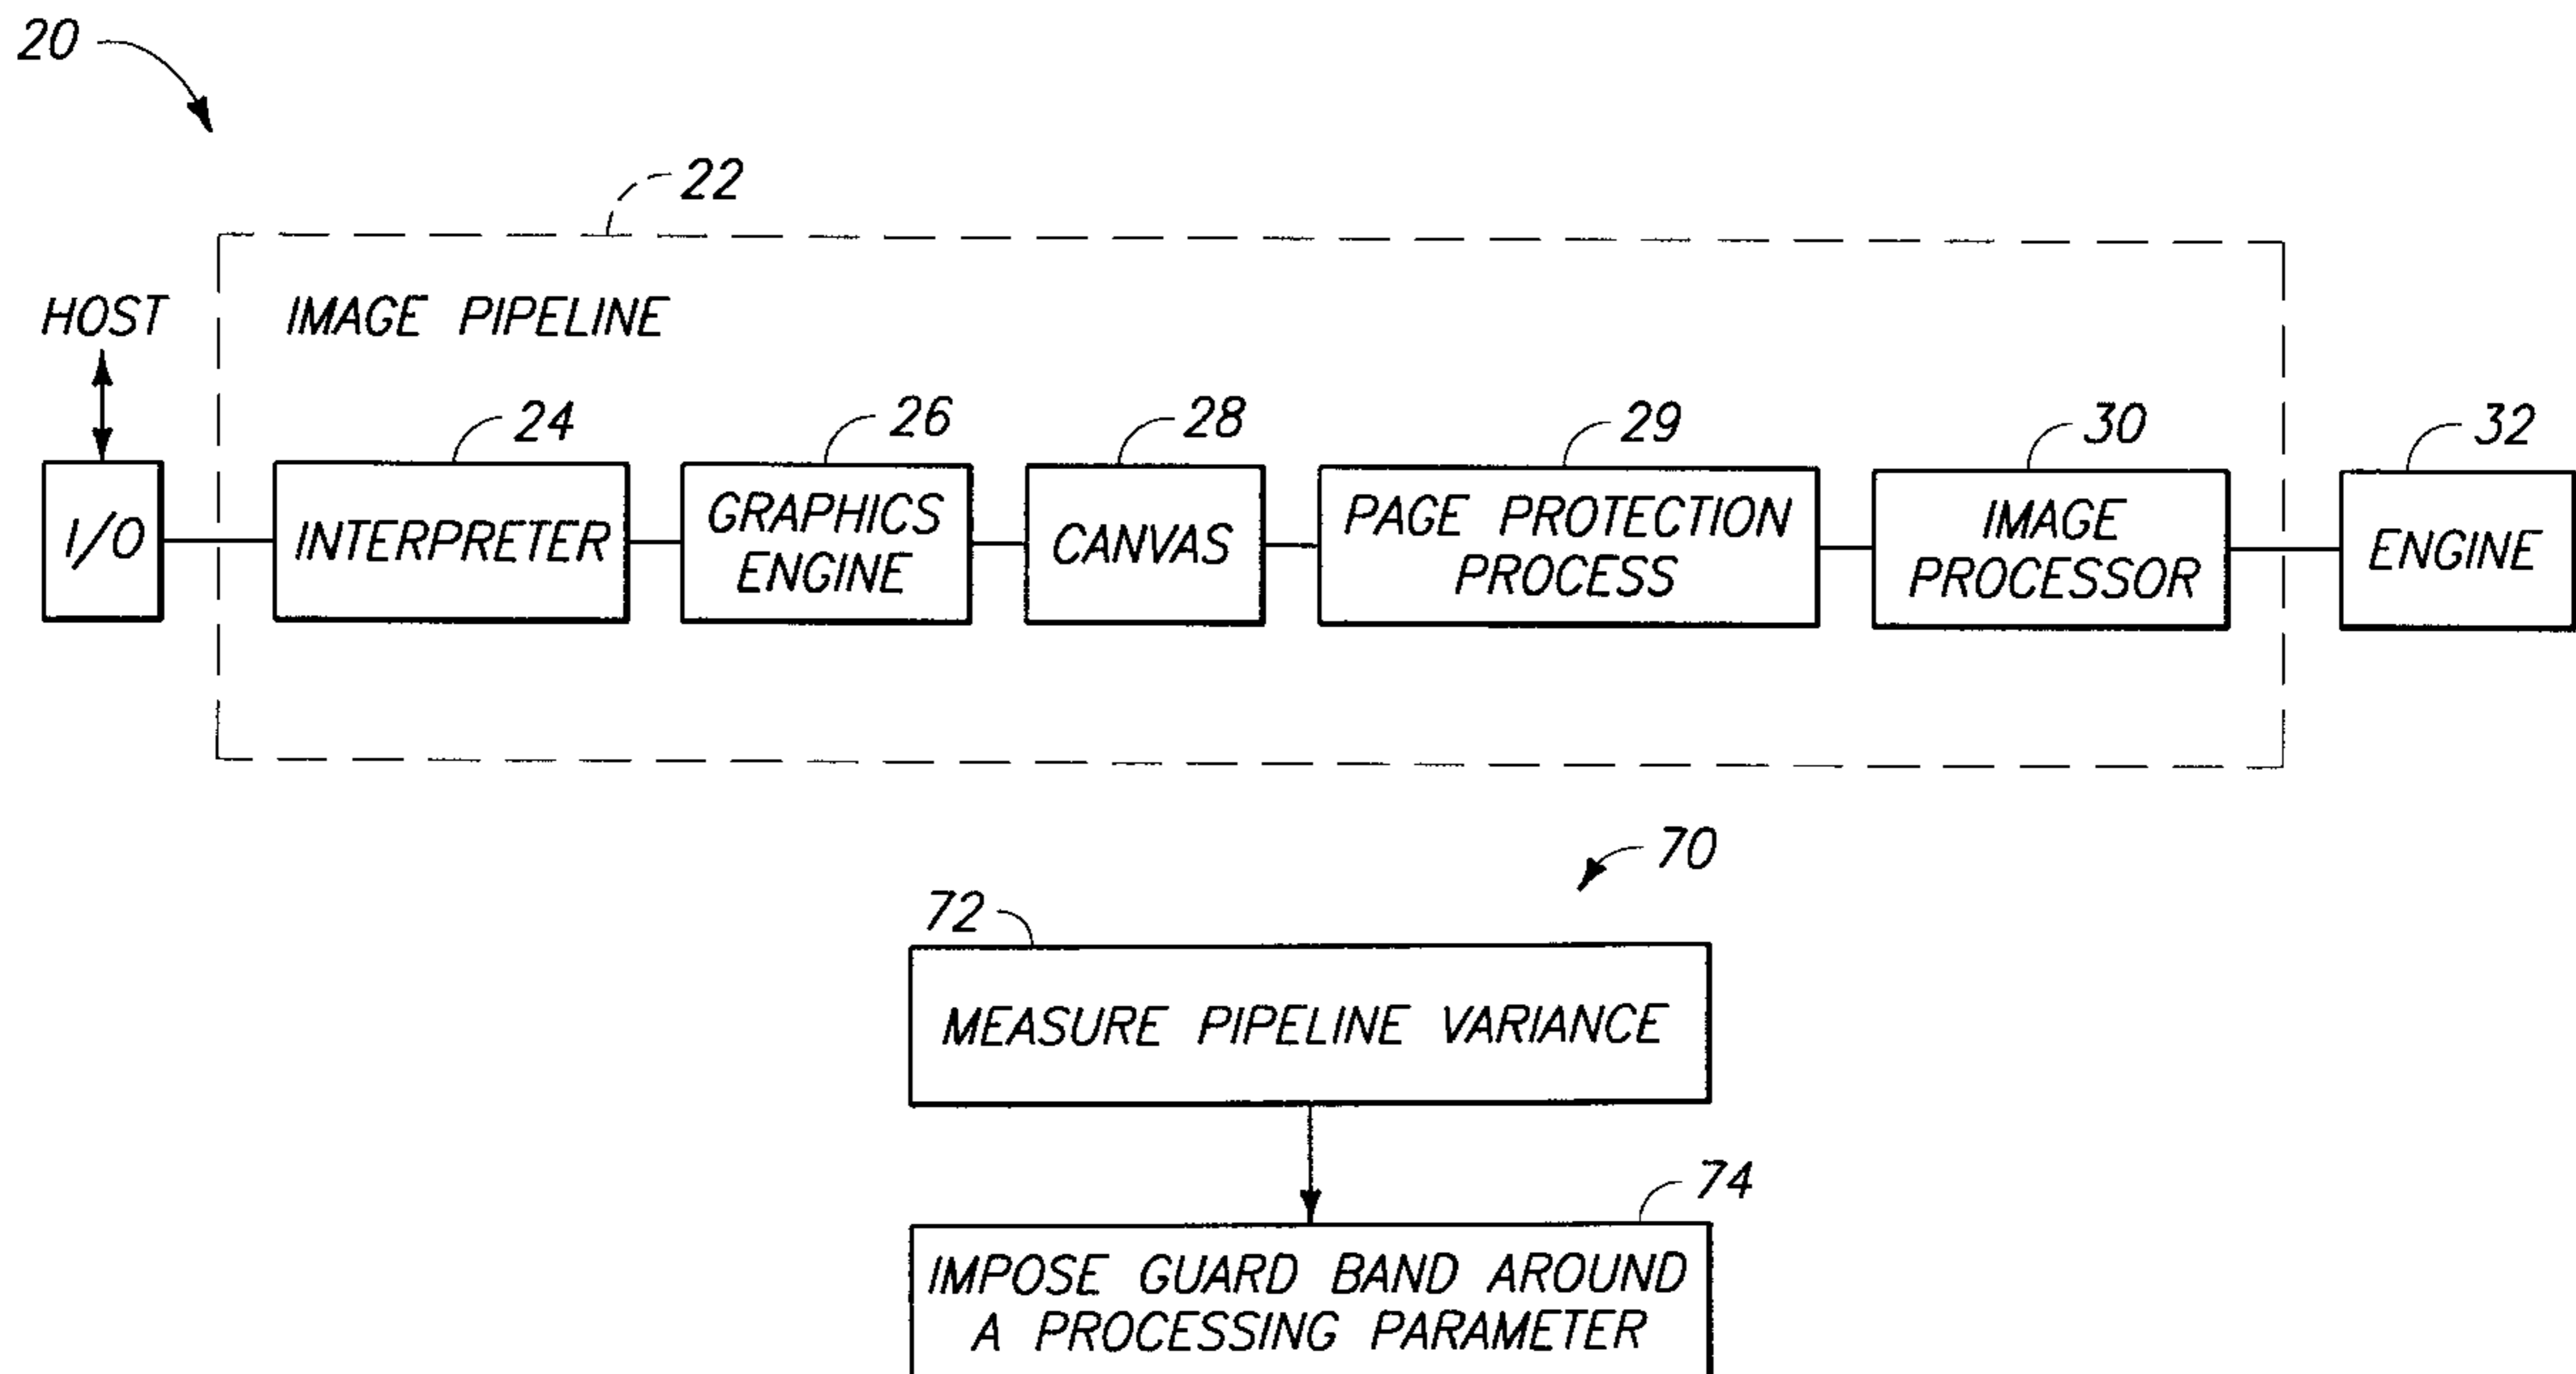 20
22
HOST
IMAGE PIPELINE
24
26
28
29
30
32
I/O
INTERPRETER
GRAPHICS
ENGINE
CANVAS
PAGE PROTECTION
PROCESS
IMAGE
PROCESSOR
ENGINE
70
72
MEASURE PIPELINE VARIANCE
74
IMPOSE GUARD BAND AROUND
A PROCESSING PARAMETER